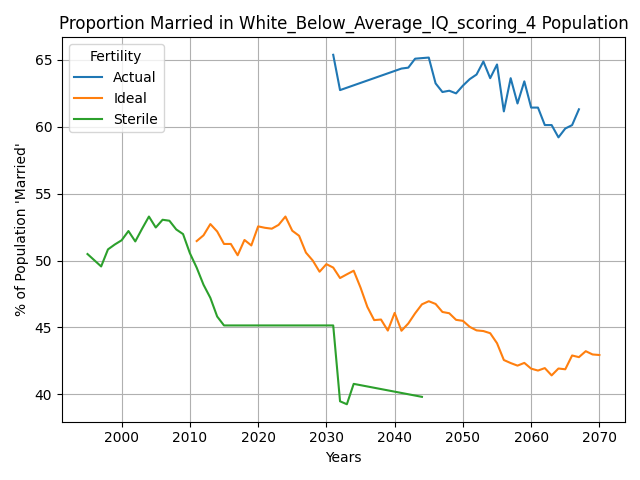 Proportion Married in White_Below_Average_IQ_scoring_4 Population
Fertility
Actual
Ideal
Sterile
% of Population 'Married'
65
60
55
50
45
40
2000
2010
2020
2030
2040
2050
2060
2070
Years